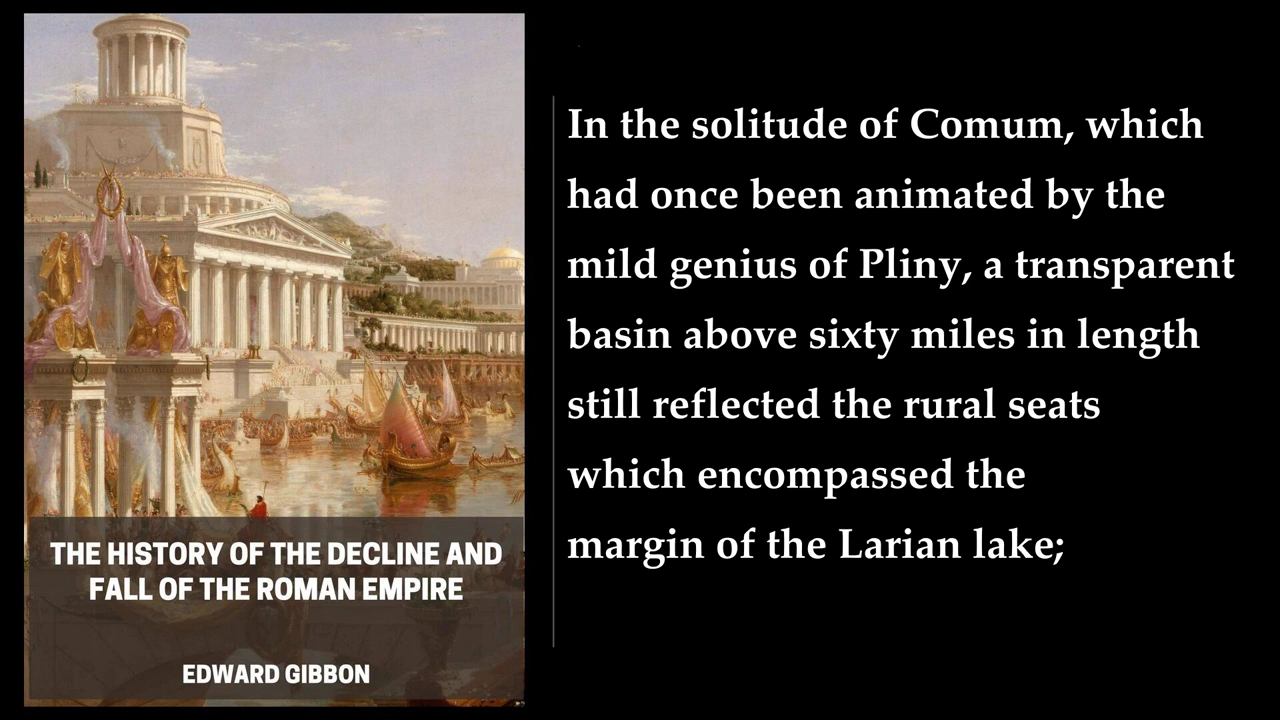 THE HISTORY OF THE DECLINE AND
FALL OF THE ROMAN EMPIRE
EDWARD GIBBON
In the solitude of Comum, which
had once been animated by the
mild genius of Pliny, a transparent
basin above sixty miles in length
still reflected the rural seats
which encompassed the
margin of the Larian lake;